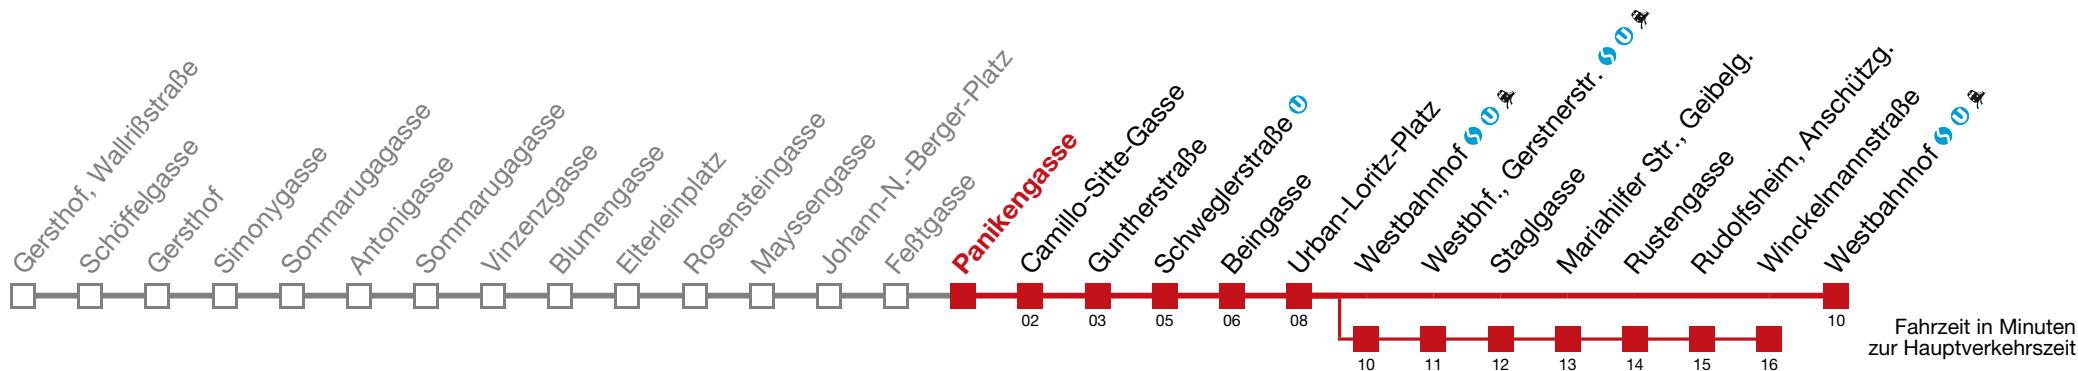 Gersthof, Wallrißstraße
Schöffelgasse
Gersthof
Simonygasse
Sommarugagasse
Antonigasse
Sommarugagasse
Vinzenzgasse
Blumengasse
Elterleinplatz
Rosensteingasse
Mayssengasse
Johann-N.-Berger-Platz
Feßtgasse
Panikengasse
Camillo-Sitte-Gasse
Guntherstraße
Schweglerstraße U
Beingasse
Urban-Loritz-Platz
Westbahnhof S U
Westbhf., Gerstnerstr. S U
Staglgasse
Mariahilfer Str., Geibelg.
Rustengasse
Rudolfsheim, Anschützg.
Winckelmannstraße
Westbahnhof S U
02 03 05 06 08 10
10 11 12 13 14 15 16
Fahrzeit in Minuten
zur Hauptverkehrszeit